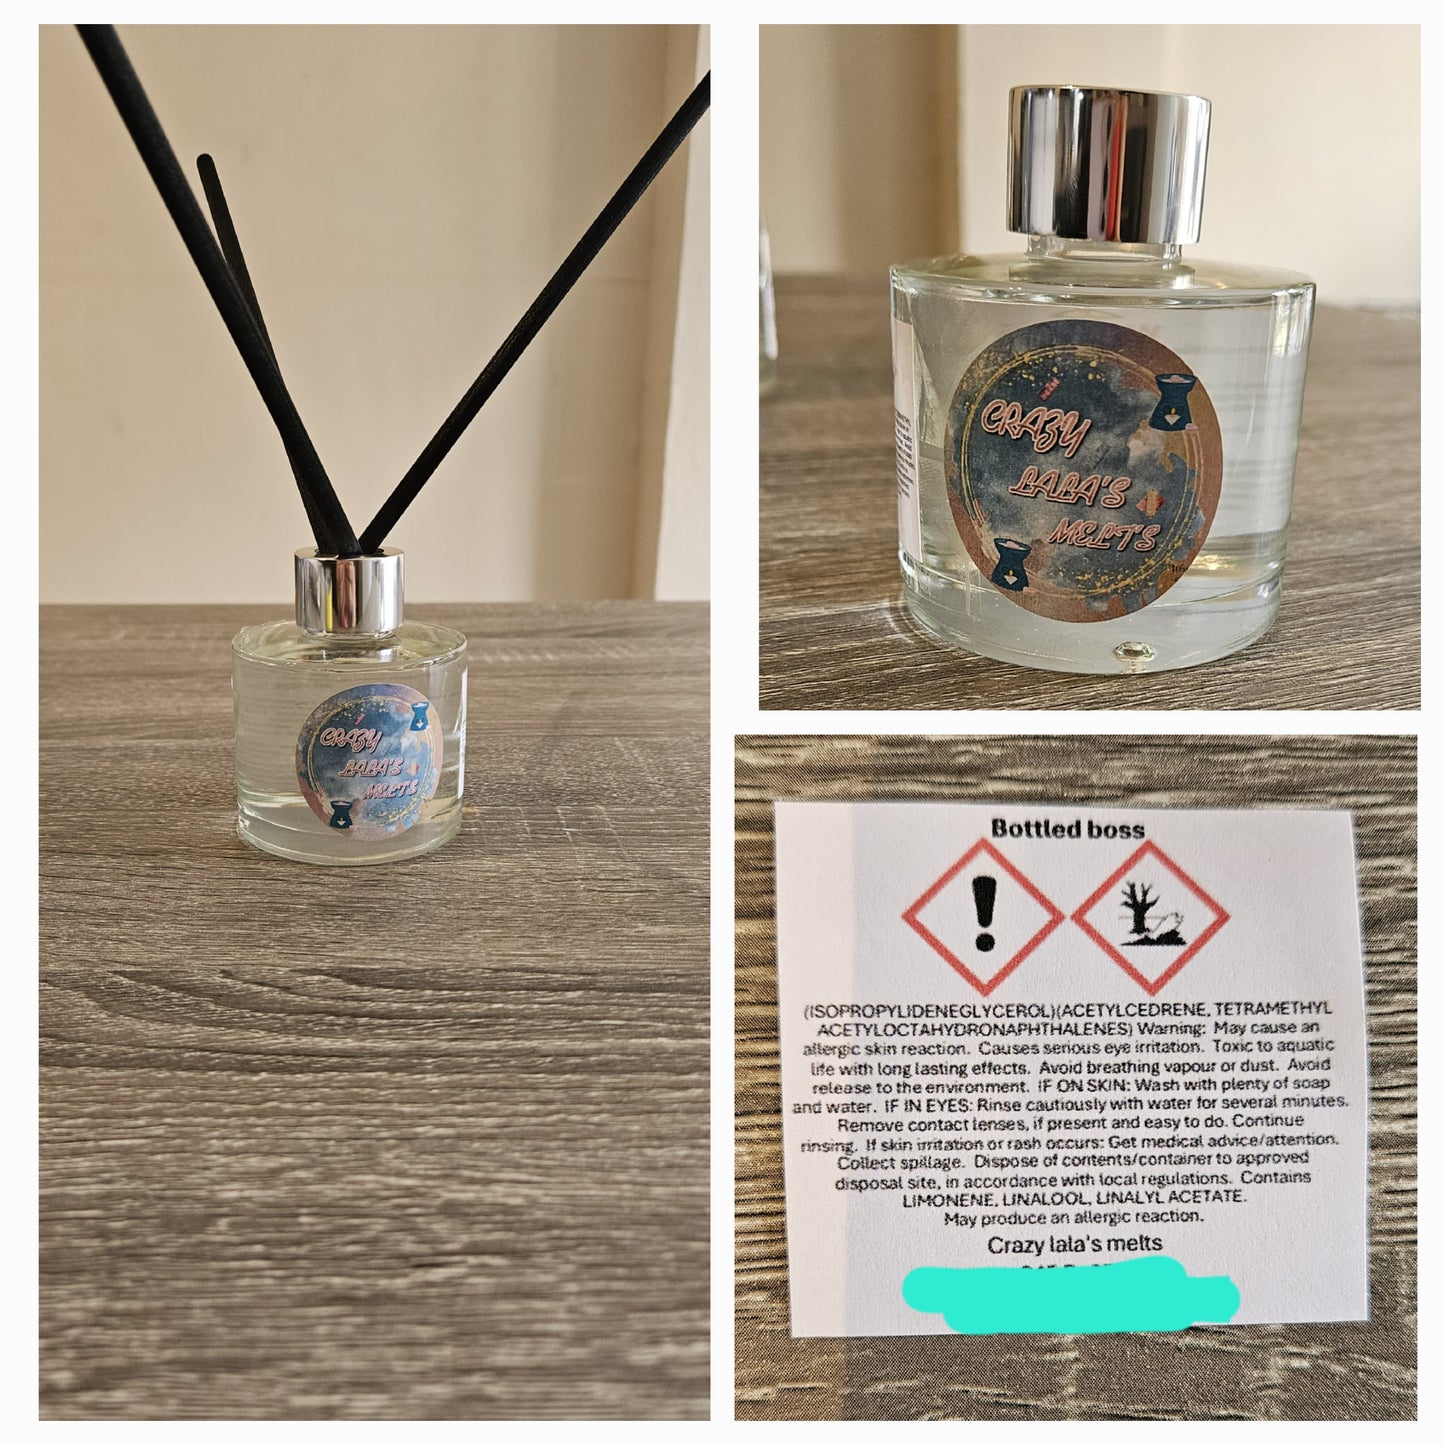 CRAZY
LALA'S
MELTS
CRAZY
LALA'S
MELTS
Bottled boss
(ISOPROPYLIDENEGLYCEROL)(ACETYLCEDRENE, TETRAMETHYL
ACETYLOCTAHYDRONAPHTHALENES) Warning: May cause an
allergic skin reaction. Causes serious eye irritation. Toxic to aquatic
life with long lasting effects. Avoid breathing vapour or dust. Avoid
release to the environment. IF ON SKIN: Wash with plenty of soap
and water. IF IN EYES: Rinse cautiously with water for several minutes.
Remove contact lenses, if present and easy to do. Continue
rinsing. If skin irritation or rash occurs: Get medical advice/attention.
Collect spillage. Dispose of contents/container to approved
disposal site, in accordance with local regulations. Contains
LIMONENE, LINALOOL, LINALYL ACETATE.
May produce an allergic reaction.
Crazy lala's melts